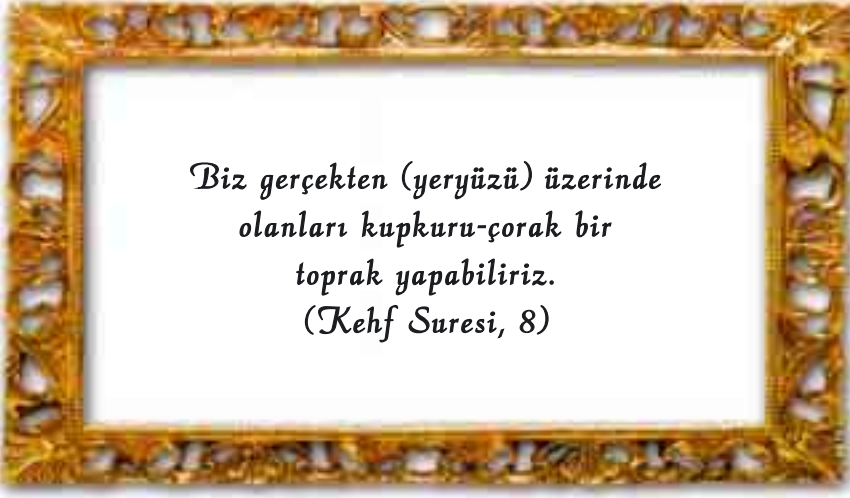 Biz gerçekten (yeryüzü) üzerinde
olanları kupkuru-çorak bir
toprak yapabiliriz.
(Kehf Suresi, 8)